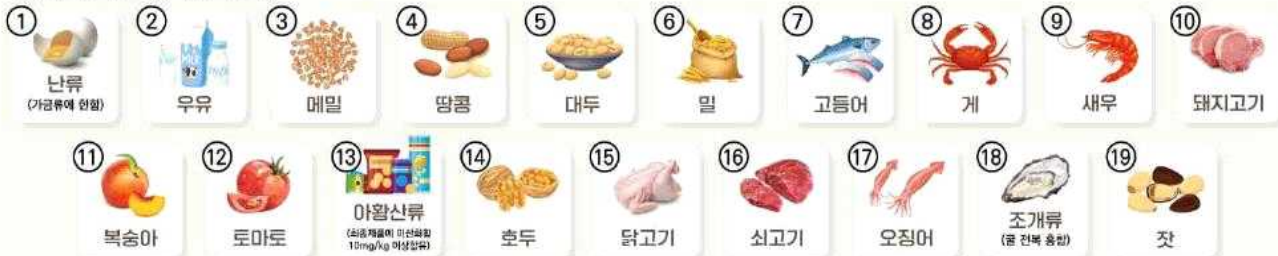 ① ② ③ ④ ⑤ ⑥ ⑦ ⑧ ⑨ ⑩
난류 우유 메밀 땅콩 대두 밀 고등어 게 새우 돼지고기
(가금류에 한함)
⑪ ⑫ ⑬ ⑭ ⑮ ⑯ ⑰ ⑱ ⑲
복숭아 토마토 아황산류 호두 닭고기 쇠고기 오징어 조개류 잣
(최종제품에 이산화황 (굴 전복 홍합)
10mg/kg 이상함유)